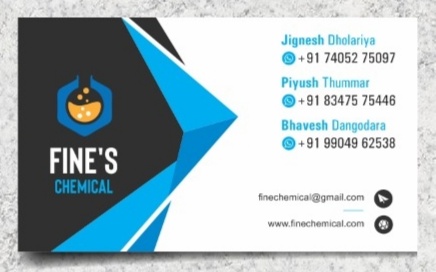 FINE'S
CHEMICAL
Jignesh Dholariya
+91 74052 75097
Piyush Thummar
+91 83475 75446
Bhavesh Dangodara
+91 99049 62538
finechemical@gmail.com
www.finechemical.com